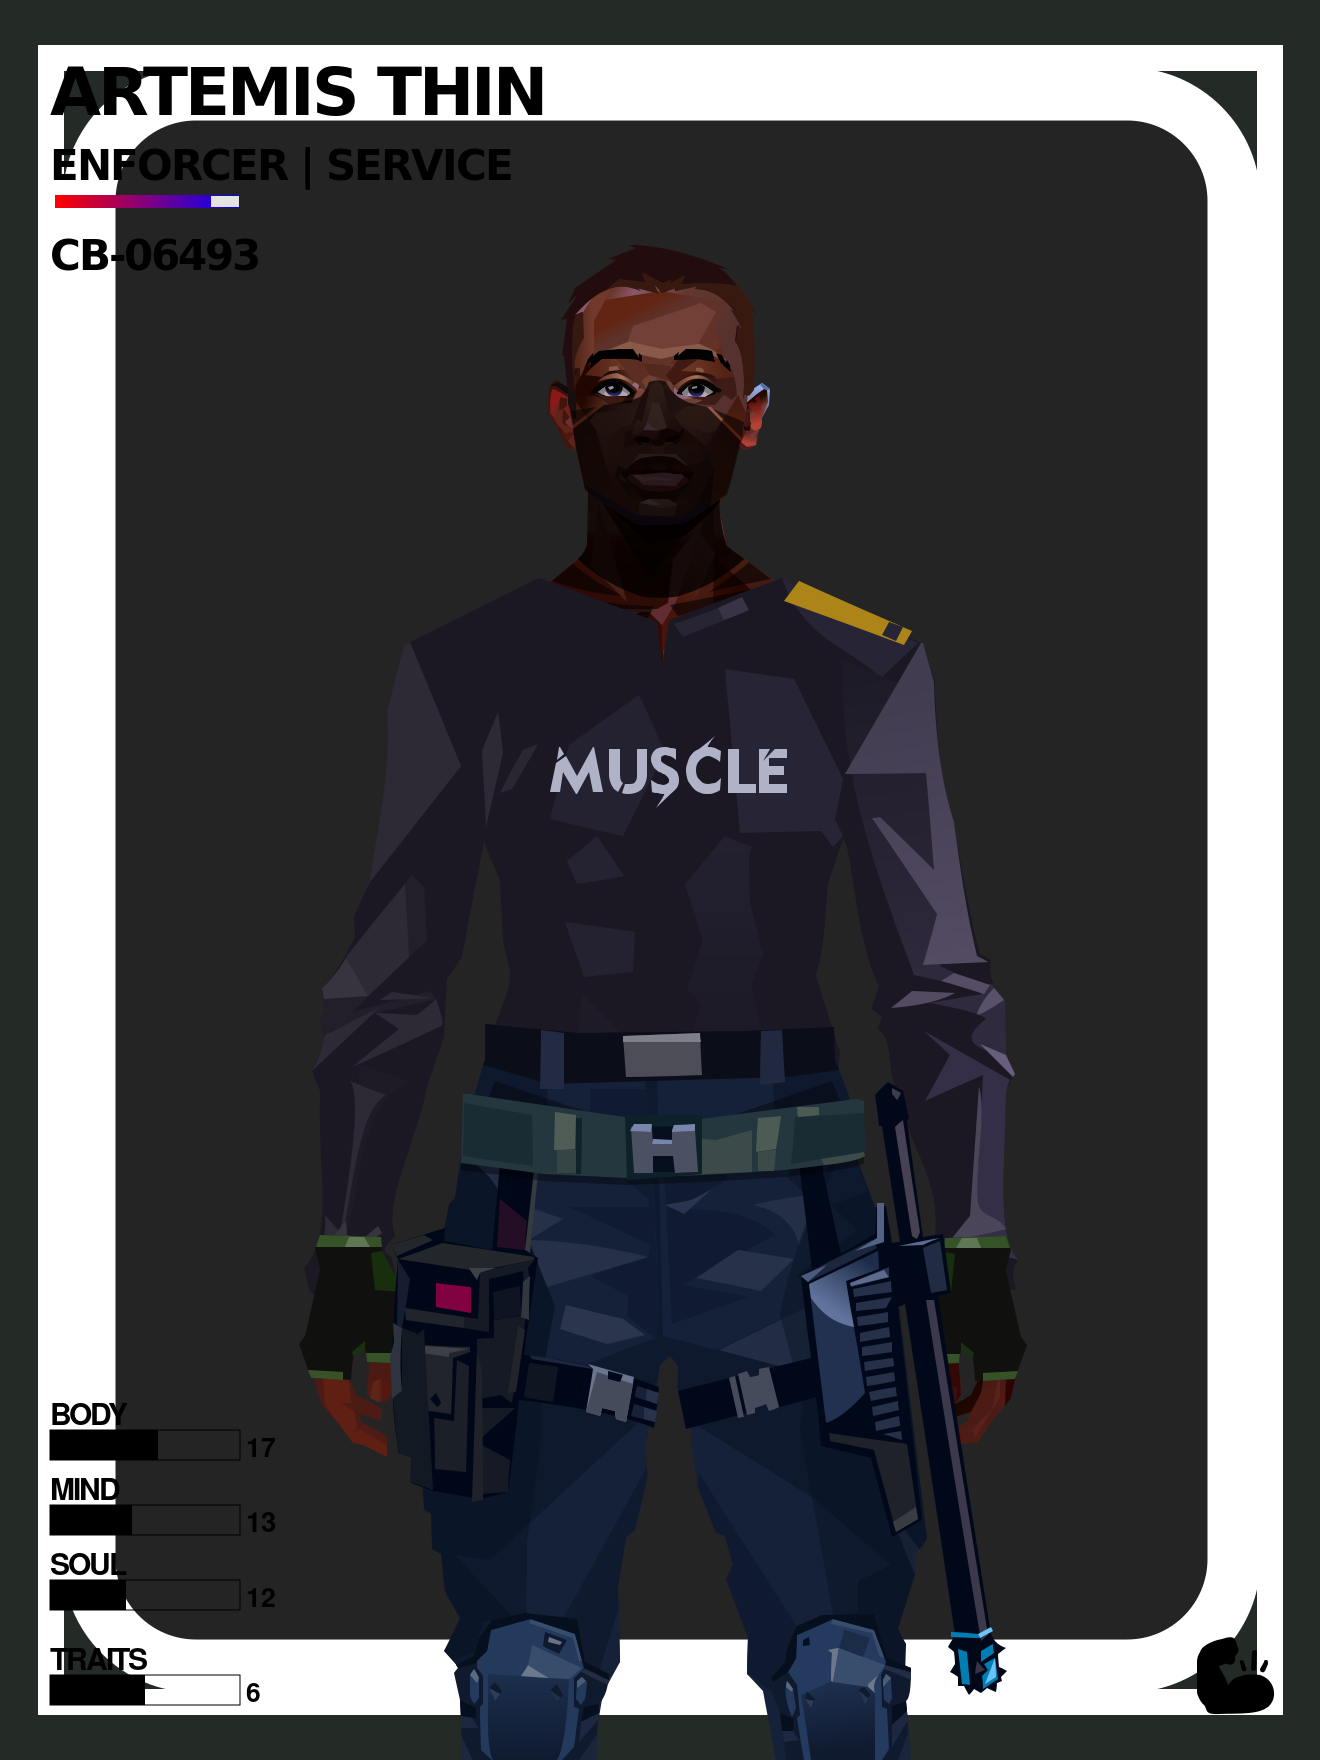 ARTEMIS THIN
ENFORCER | SERVICE
CB-06493
MUSCLE
BODY
17
MIND
13
SOUL
12
TRAITS
6